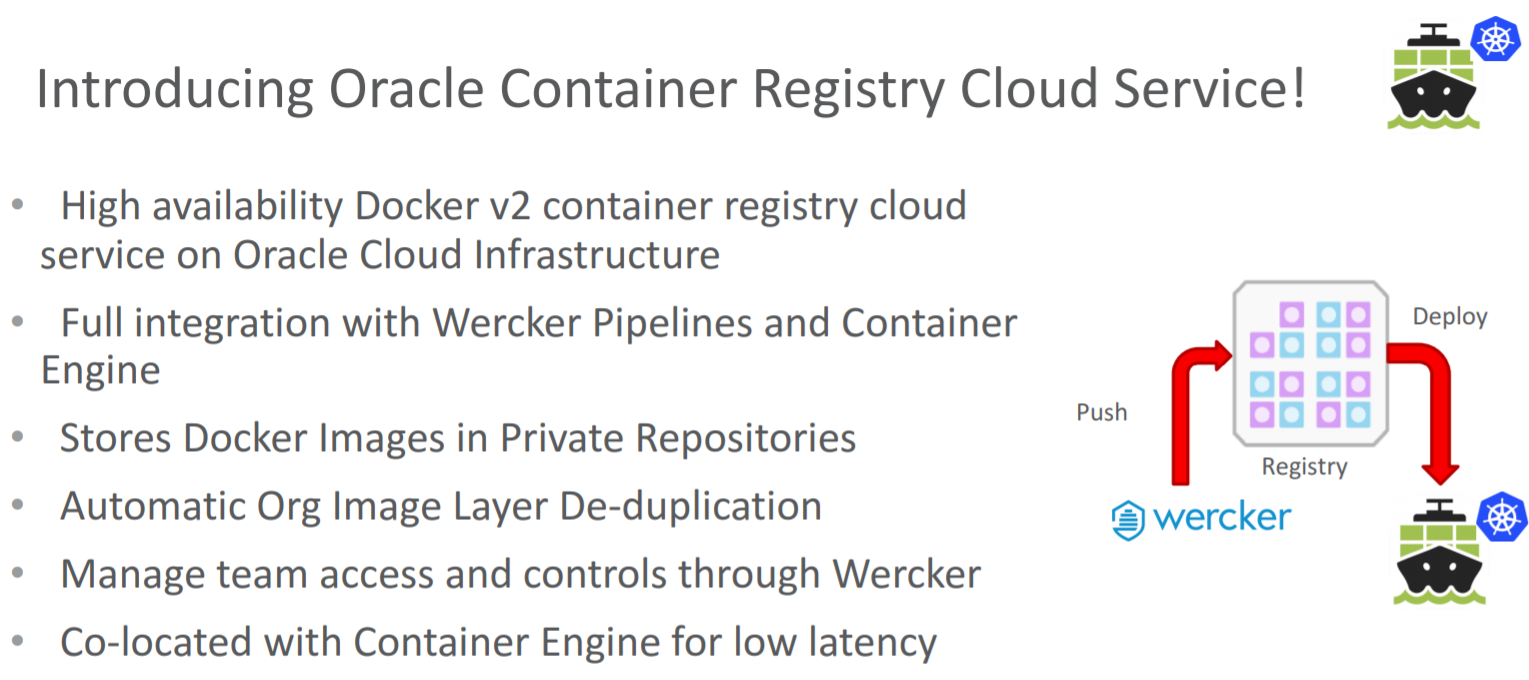 Introducing Oracle Container Registry Cloud Service!
• High availability Docker v2 container registry cloud
service on Oracle Cloud Infrastructure
• Full integration with Wercker Pipelines and Container
Engine
• Stores Docker Images in Private Repositories
• Automatic Org Image Layer De-duplication
• Manage team access and controls through Wercker
• Co-located with Container Engine for low latency
Deploy
Push
Registry
wercker